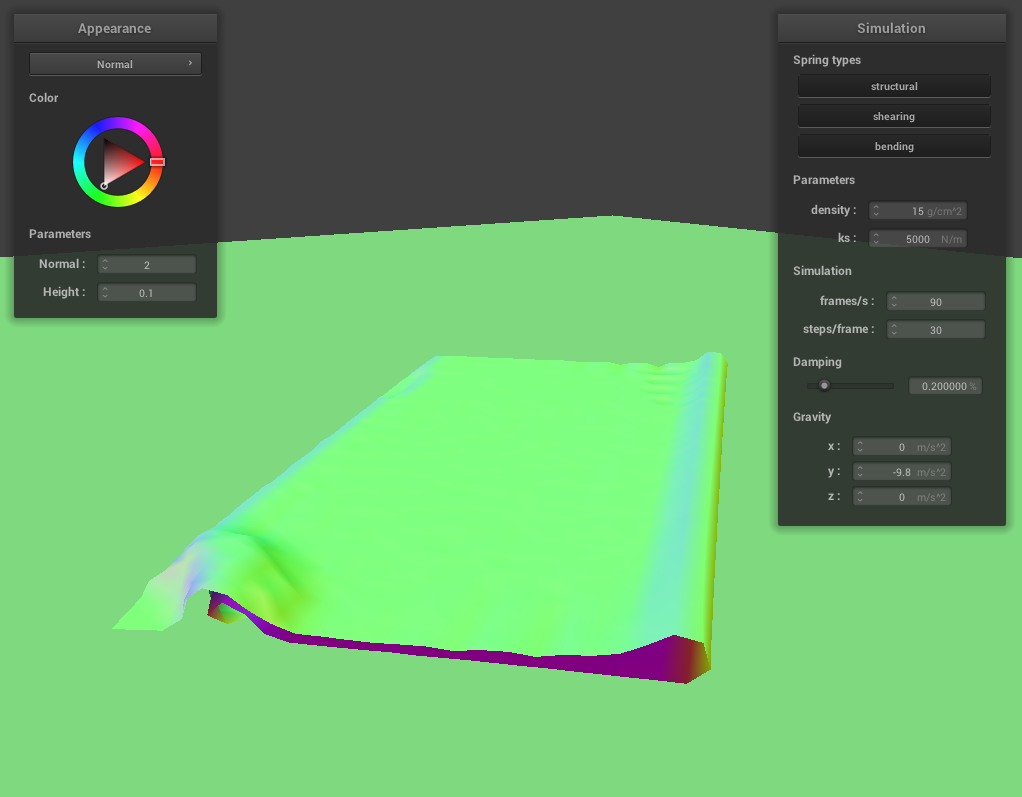 Appearance
Normal
Color
Parameters
Normal : 2
Height : 0.1
Simulation
Spring types
structural
shearing
bending
Parameters
density : 15 g/cm^2
ks : 5000 N/m
Simulation
frames/s : 90
steps/frame : 30
Damping
0.200000 %
Gravity
x : 0 m/s^2
y : -9.8 m/s^2
z : 0 m/s^2